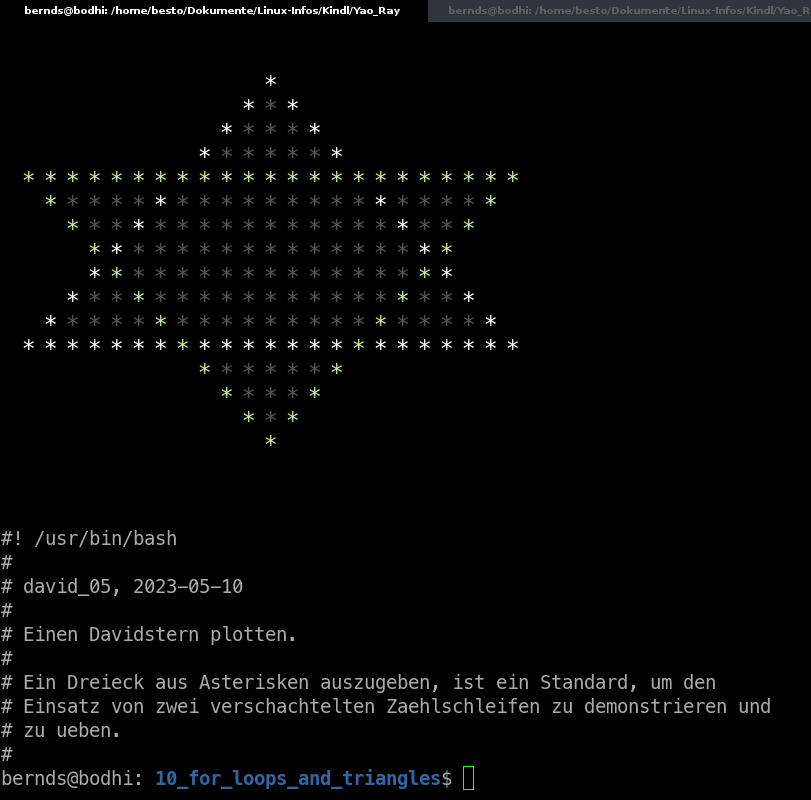 bernds@bodhi: /home/besto/Dokumente/Linux-Infos/Kindl/Yao_Ray
bernds@bodhi: /home/besto/Dokumente/Linux-Infos/Kindl/Yao_R
*
* * *
* * * * *
* * * * * * *
* * * * * * * * * * * * * * * * * * * * * * *
* * * * * * * * * * * * * * * * * * * * *
* * * * * * * * * * * * * * * * * * *
* * * * * * * * * * * * * * * * *
* * * * * * * * * * * * * * * * *
* * * * * * * * * * * * * * * * * * *
* * * * * * * * * * * * * * * * * * * * *
* * * * * * * * * * * * * * * * * * * * * * *
* * * * * * *
* * * * *
* * *
*
#! /usr/bin/bash
#
# david_05, 2023-05-10
#
# Einen Davidstern plotten.
#
# Ein Dreieck aus Asterisken auszugeben, ist ein Standard, um den
# Einsatz von zwei verschachtelten Zaehlschleifen zu demonstrieren und
# zu ueben.
#
bernds@bodhi: 10_for_loops_and_triangles$